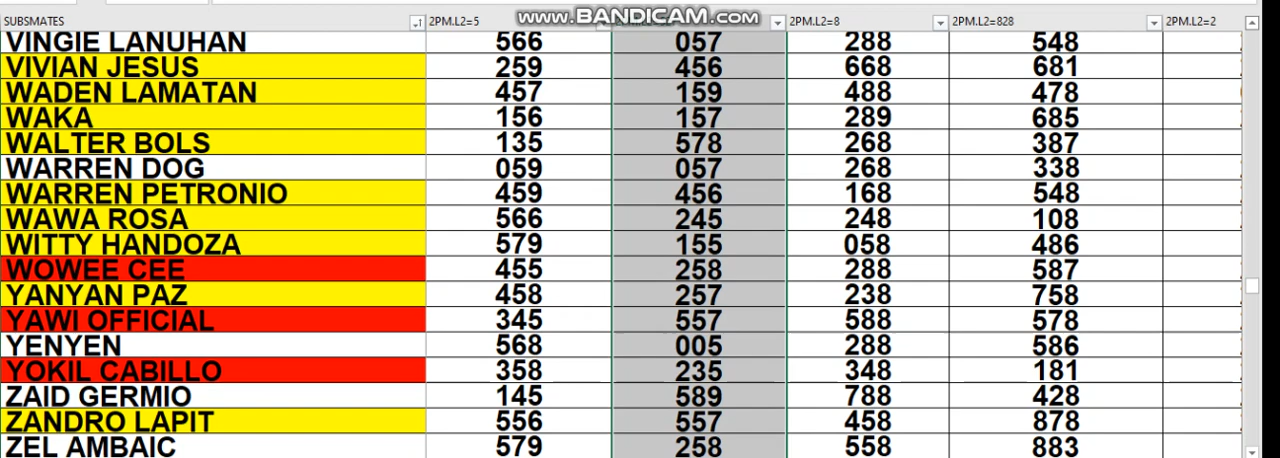 www.BANDICAM.com
SUBSMATES 2PM.L2=5 2PM.L2=8 2PM.L2=828 2PM.L2=2
VINGIE LANUHAN 566 057 288 548
VIVIAN JESUS 259 456 668 681
WADEN LAMATAN 457 159 488 478
WAKA 156 157 289 685
WALTER BOLS 135 578 268 387
WARREN DOG 059 057 268 338
WARREN PETRONIO 459 456 168 548
WAWA ROSA 566 245 248 108
WITTY HANDOZA 579 155 058 486
WOWEE CEE 455 258 288 587
YANYAN PAZ 458 257 238 758
YAWI OFFICIAL 345 557 588 578
YENYEN 568 005 288 586
YOKIL CABILLO 358 235 348 181
ZAID GERMIO 145 589 788 428
ZANDRO LAPIT 556 557 458 878
ZEL AMBAIC 579 258 558 883